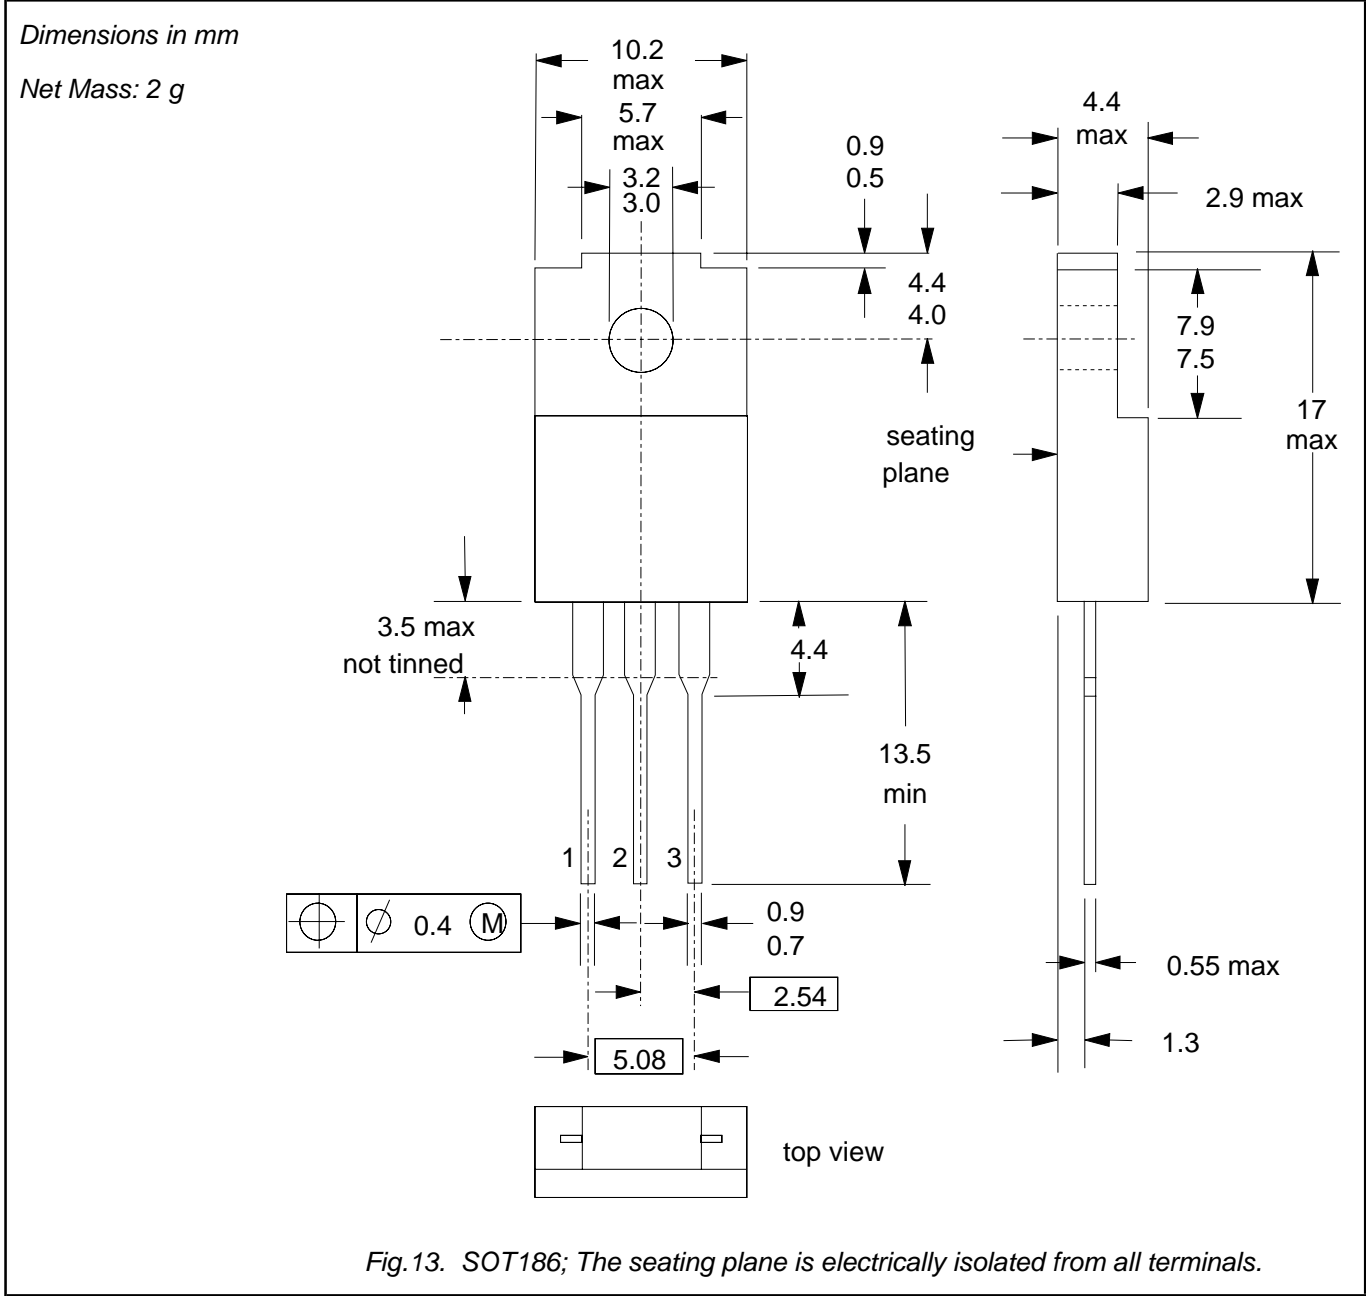 Dimensions in mm
Net Mass: 2 g
10.2
max
5.7
max
3.2
3.0
0.9
0.5
4.4
4.0
seating
plane
4.4
max
2.9 max
7.9
7.5
17
max
3.5 max
not tinned
4.4
13.5
min
1 2 3
0.4 M
0.9
0.7
2.54
5.08
0.55 max
1.3
top view
Fig.13. SOT186; The seating plane is electrically isolated from all terminals.